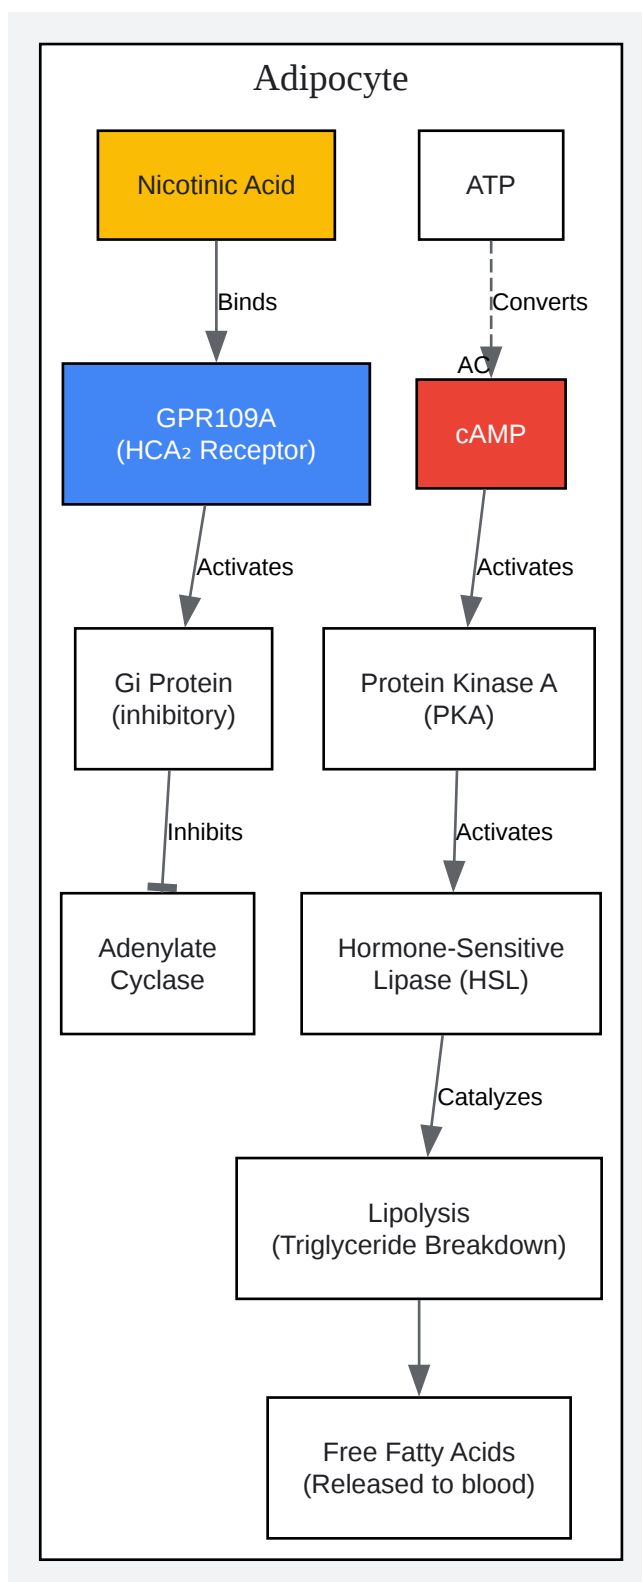 Adipocyte
Nicotinic Acid
ATP
Binds
Converts
AC
GPR109A
(HCA₂ Receptor)
cAMP
Activates
Activates
Gi Protein
(inhibitory)
Protein Kinase A
(PKA)
Inhibits
Activates
Adenylate
Cyclase
Hormone-Sensitive
Lipase (HSL)
Catalyzes
Lipolysis
(Triglyceride Breakdown)
Free Fatty Acids
(Released to blood)